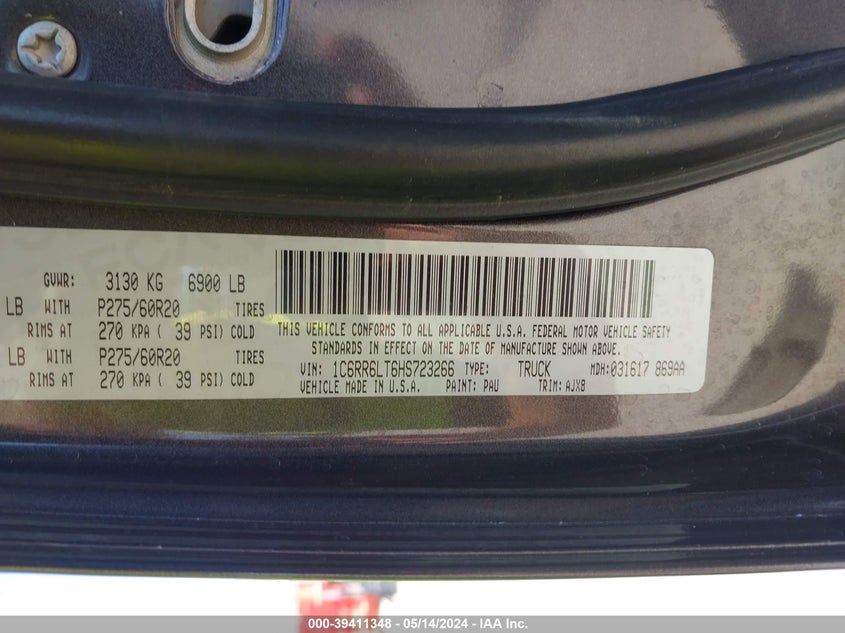 GVWR: 3130 KG 6900 LB
LB WITH P275/60R20 TIRES
RIMS AT 270 KPA ( 39 PSI) COLD
LB WITH P275/60R20 TIRES
RIMS AT 270 KPA ( 39 PSI) COLD
THIS VEHICLE CONFORMS TO ALL APPLICABLE U.S.A. FEDERAL MOTOR VEHICLE SAFETY
STANDARDS IN EFFECT ON THE DATE OF MANUFACTURE SHOWN ABOVE.
VIN: 1C6RR6LT6HS723266 TYPE: TRUCK MDH: 031617 869AA
VEHICLE MADE IN U.S.A. PAINT: PAU TRIM: AJX8
000-39411348 - 05/14/2024 - IAA Inc.